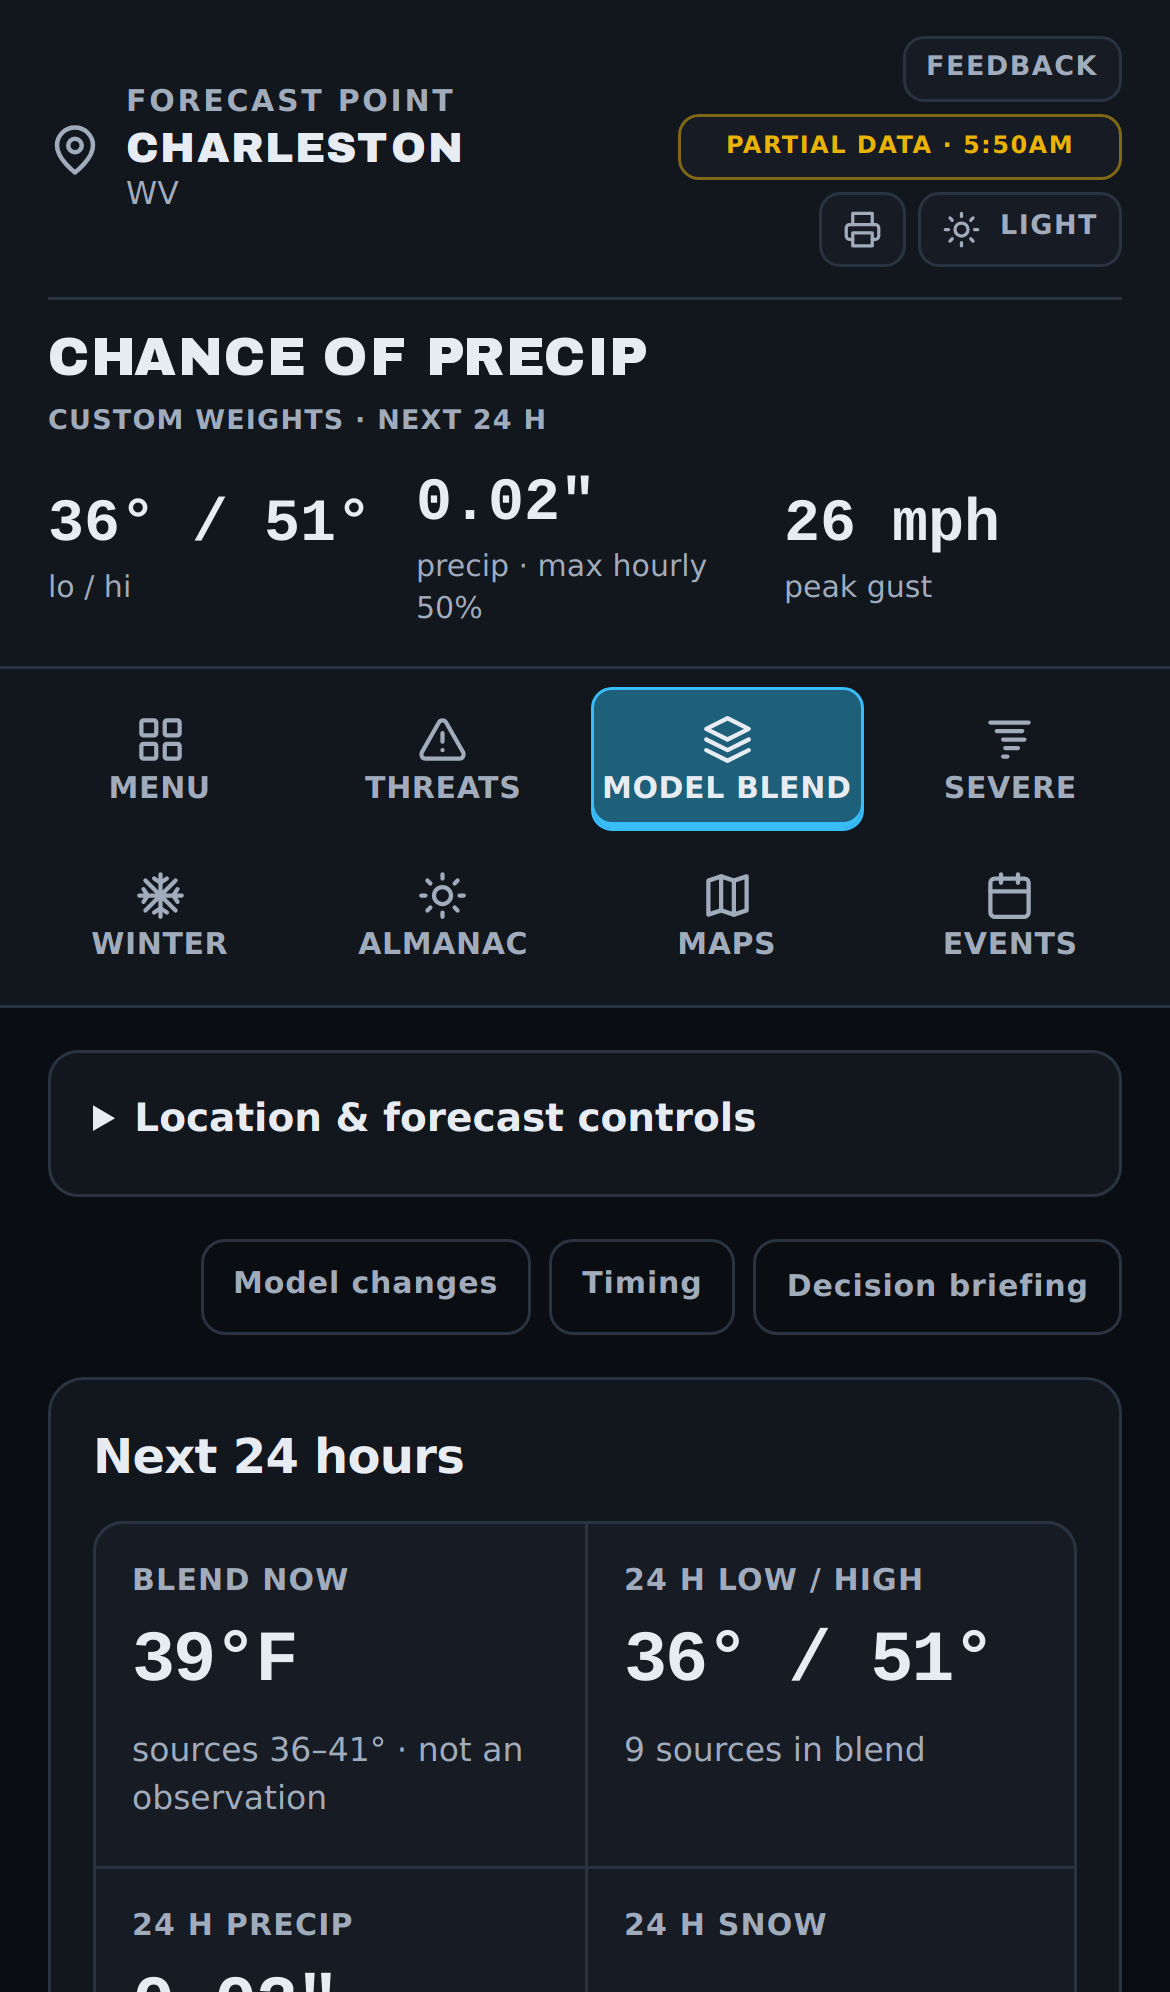 FEEDBACK
FORECAST POINT
CHARLESTON
WV
PARTIAL DATA · 5:50AM
LIGHT
CHANCE OF PRECIP
CUSTOM WEIGHTS · NEXT 24 H
36° / 51°
lo / hi
0.02"
precip · max hourly
50%
26 mph
peak gust
MENU
THREATS
MODEL BLEND
SEVERE
WINTER
ALMANAC
MAPS
EVENTS
Location & forecast controls
Model changes
Timing
Decision briefing
Next 24 hours
BLEND NOW
39°F
sources 36–41° · not an
observation
24 H LOW / HIGH
36° / 51°
9 sources in blend
24 H PRECIP
0.02"
24 H SNOW